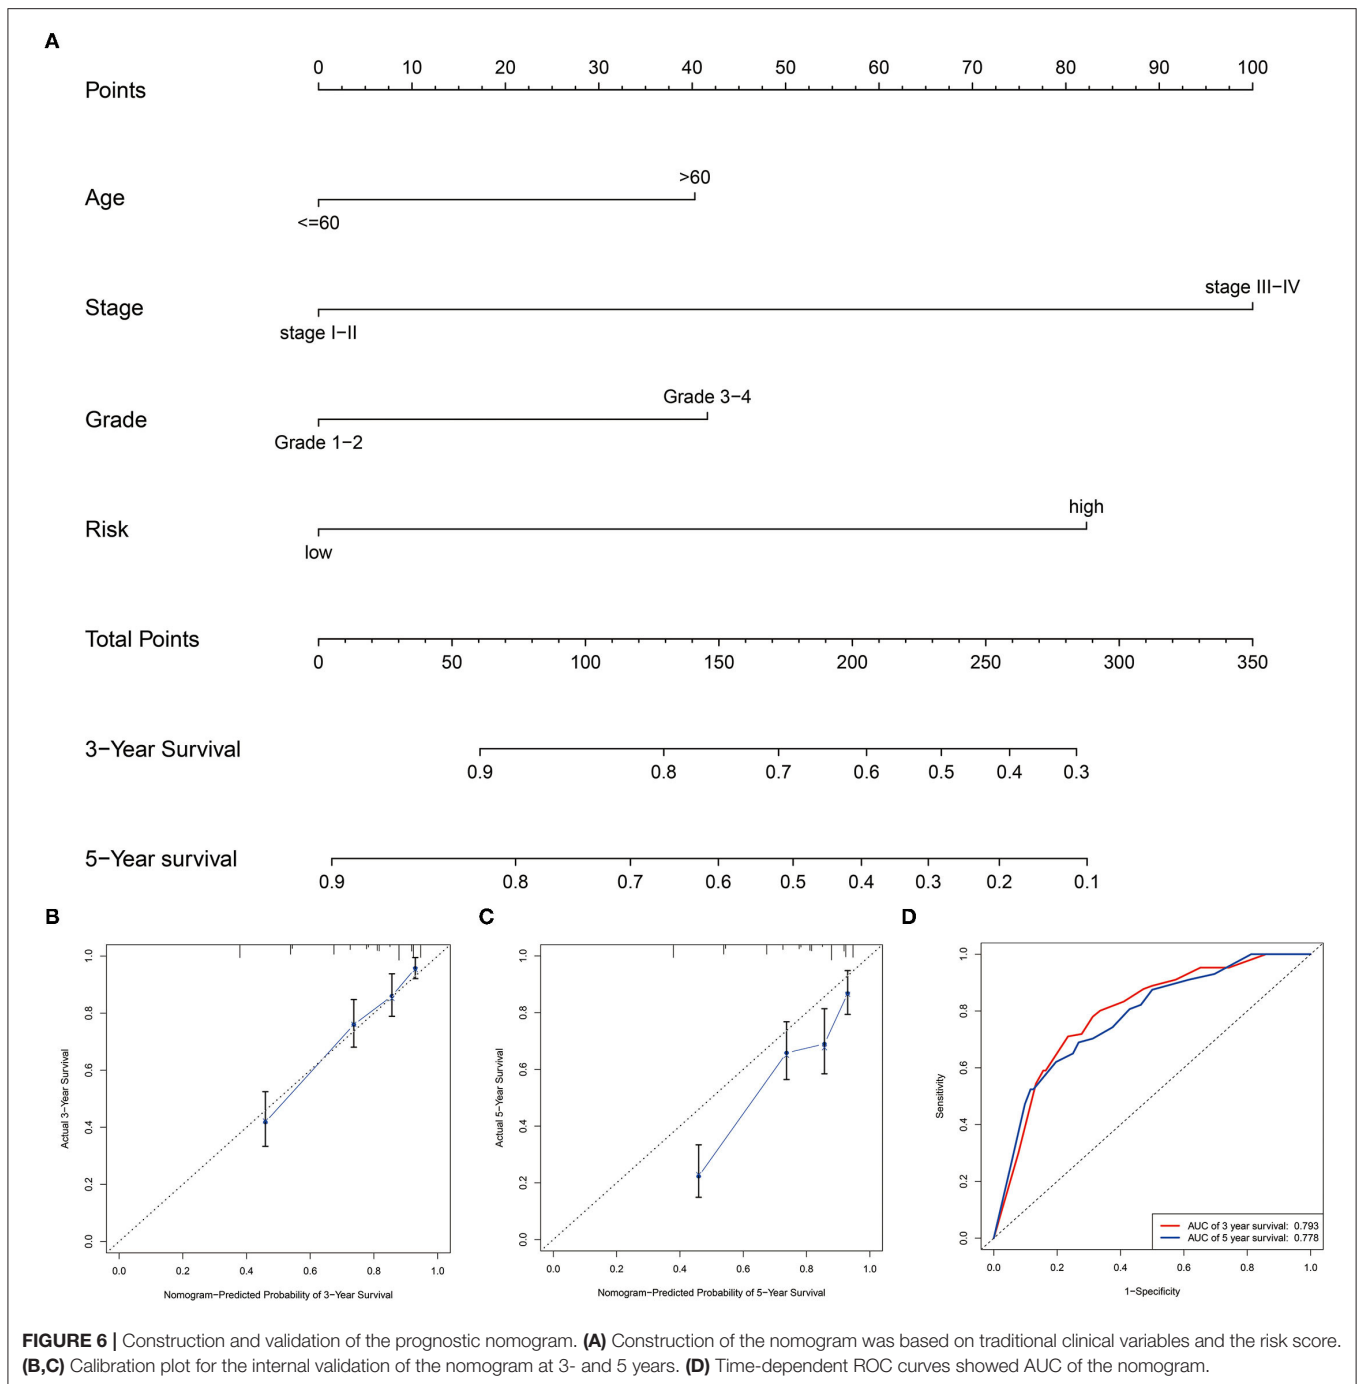 A
Points
0 10 20 30 40 50 60 70 80 90 100
Age
>60
<=60
Stage
stage III−IV
stage I−II
Grade
Grade 3−4
Grade 1−2
Risk
high
low
Total Points
0 50 100 150 200 250 300 350
3−Year Survival
0.9 0.8 0.7 0.6 0.5 0.4 0.3
5−Year survival
0.9 0.8 0.7 0.6 0.5 0.4 0.3 0.2 0.1
B
Actual 3−Year Survival
1.0
0.8
0.6
0.4
0.2
0.0
0.0 0.2 0.4 0.6 0.8 1.0
Nomogram−Predicted Probability of 3−Year Survival
C
Actual 5−Year Survival
1.0
0.8
0.6
0.4
0.2
0.0
0.0 0.2 0.4 0.6 0.8 1.0
Nomogram−Predicted Probability of 5−Year Survival
D
Sensitivity
1.0
0.8
0.6
0.4
0.2
0.0
AUC of 3 year survival: 0.793
AUC of 5 year survival: 0.778
0.0 0.2 0.4 0.6 0.8 1.0
1−Specificity
FIGURE 6 | Construction and validation of the prognostic nomogram. (A) Construction of the nomogram was based on traditional clinical variables and the risk score.
(B,C) Calibration plot for the internal validation of the nomogram at 3- and 5 years. (D) Time-dependent ROC curves showed AUC of the nomogram.